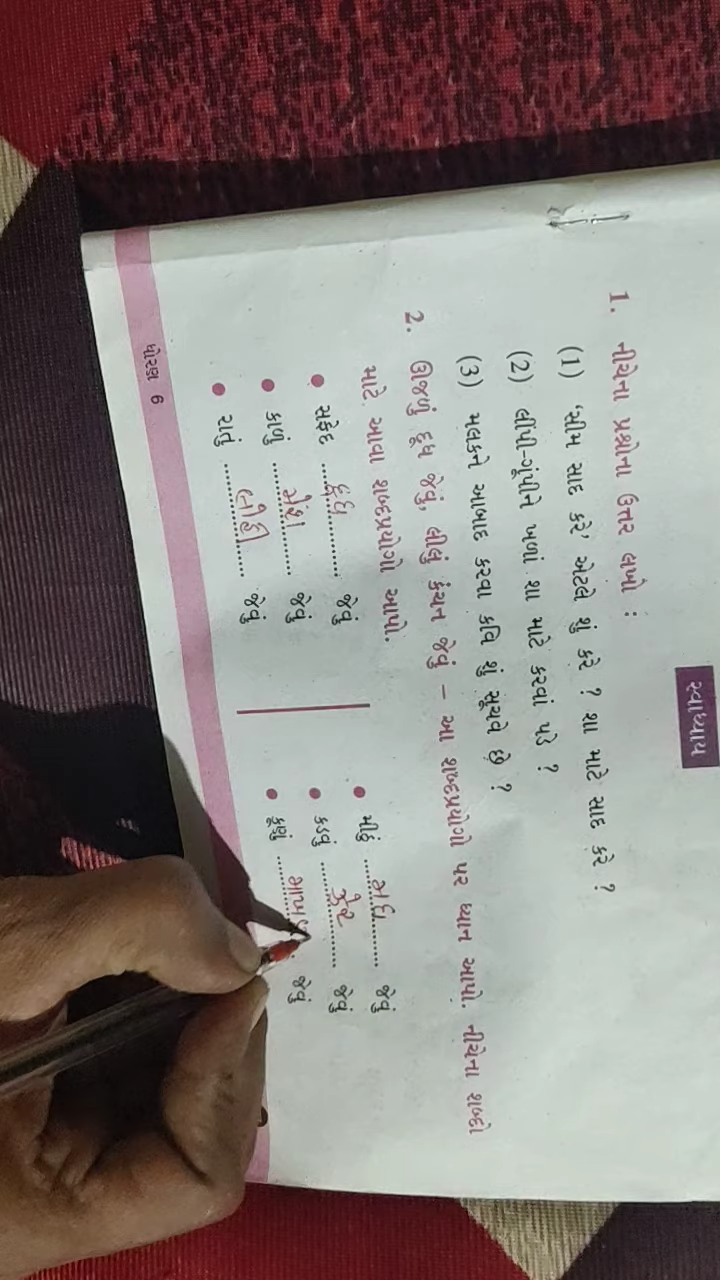 સ્વાધ્યાય
1. નીચેના પ્રશ્નોના ઉત્તર લખો :
(1) 'સીમ સાદ કરે' એટલે શું કરે ? શા માટે સાદ કરે ?
(2) લીંપી-ગૂંપીને ખળાં શા માટે કરવાં પડે ?
(3) મલકને આબાદ કરવા કવિ શું સૂચવે છે ?
2. ઊજળું દૂધ જેવું, લીલું કંચન જેવું – આ શબ્દપ્રયોગો પર ધ્યાન આપો. નીચેના શબ્દો
માટે આવા શબ્દપ્રયોગો આપો.
• સફેદ ..... દૂધ ..... જેવું
• કાળું ..... મેશ ..... જેવું
• રાતું ..... લોહી ..... જેવું
• મીઠું ..... મધ ..... જેવું
• કડવું ..... ઝેર ..... જેવું
• કૂણું ..... માખ ..... જેવું
ધોરણ 6